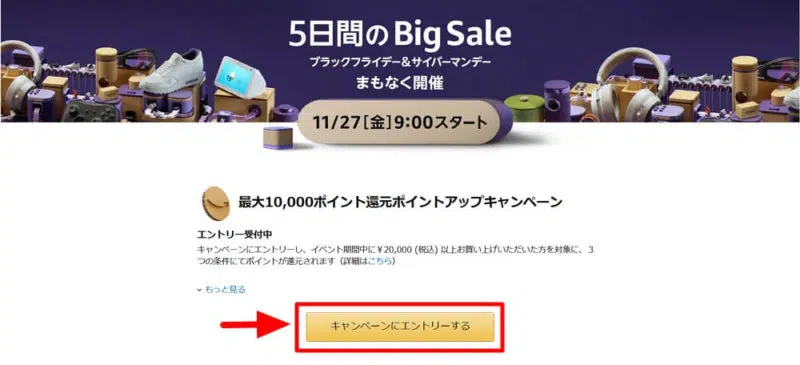 5日間のBig Sale
ブラックフライデー&サイバーマンデー
まもなく開催
11/27[金]9:00スタート
最大10,000ポイント還元ポイントアップキャンペーン
エントリー受付中
キャンペーンにエントリーし、イベント期間中に￥20,000 (税込) 以上お買い上げいただいた方を対象に、3
つの条件にてポイントが還元されます（詳細はこちら）
もっと見る
キャンペーンにエントリーする